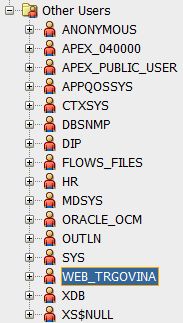 Other Users
ANONYMOUS
APEX_040000
APEX_PUBLIC_USER
APPQOSSYS
CTXSYS
DBSNMP
DIP
FLOWS_FILES
HR
MDSYS
ORACLE_OCM
OUTLN
SYS
WEB_TRGOVINA
XDB
XS$NULL